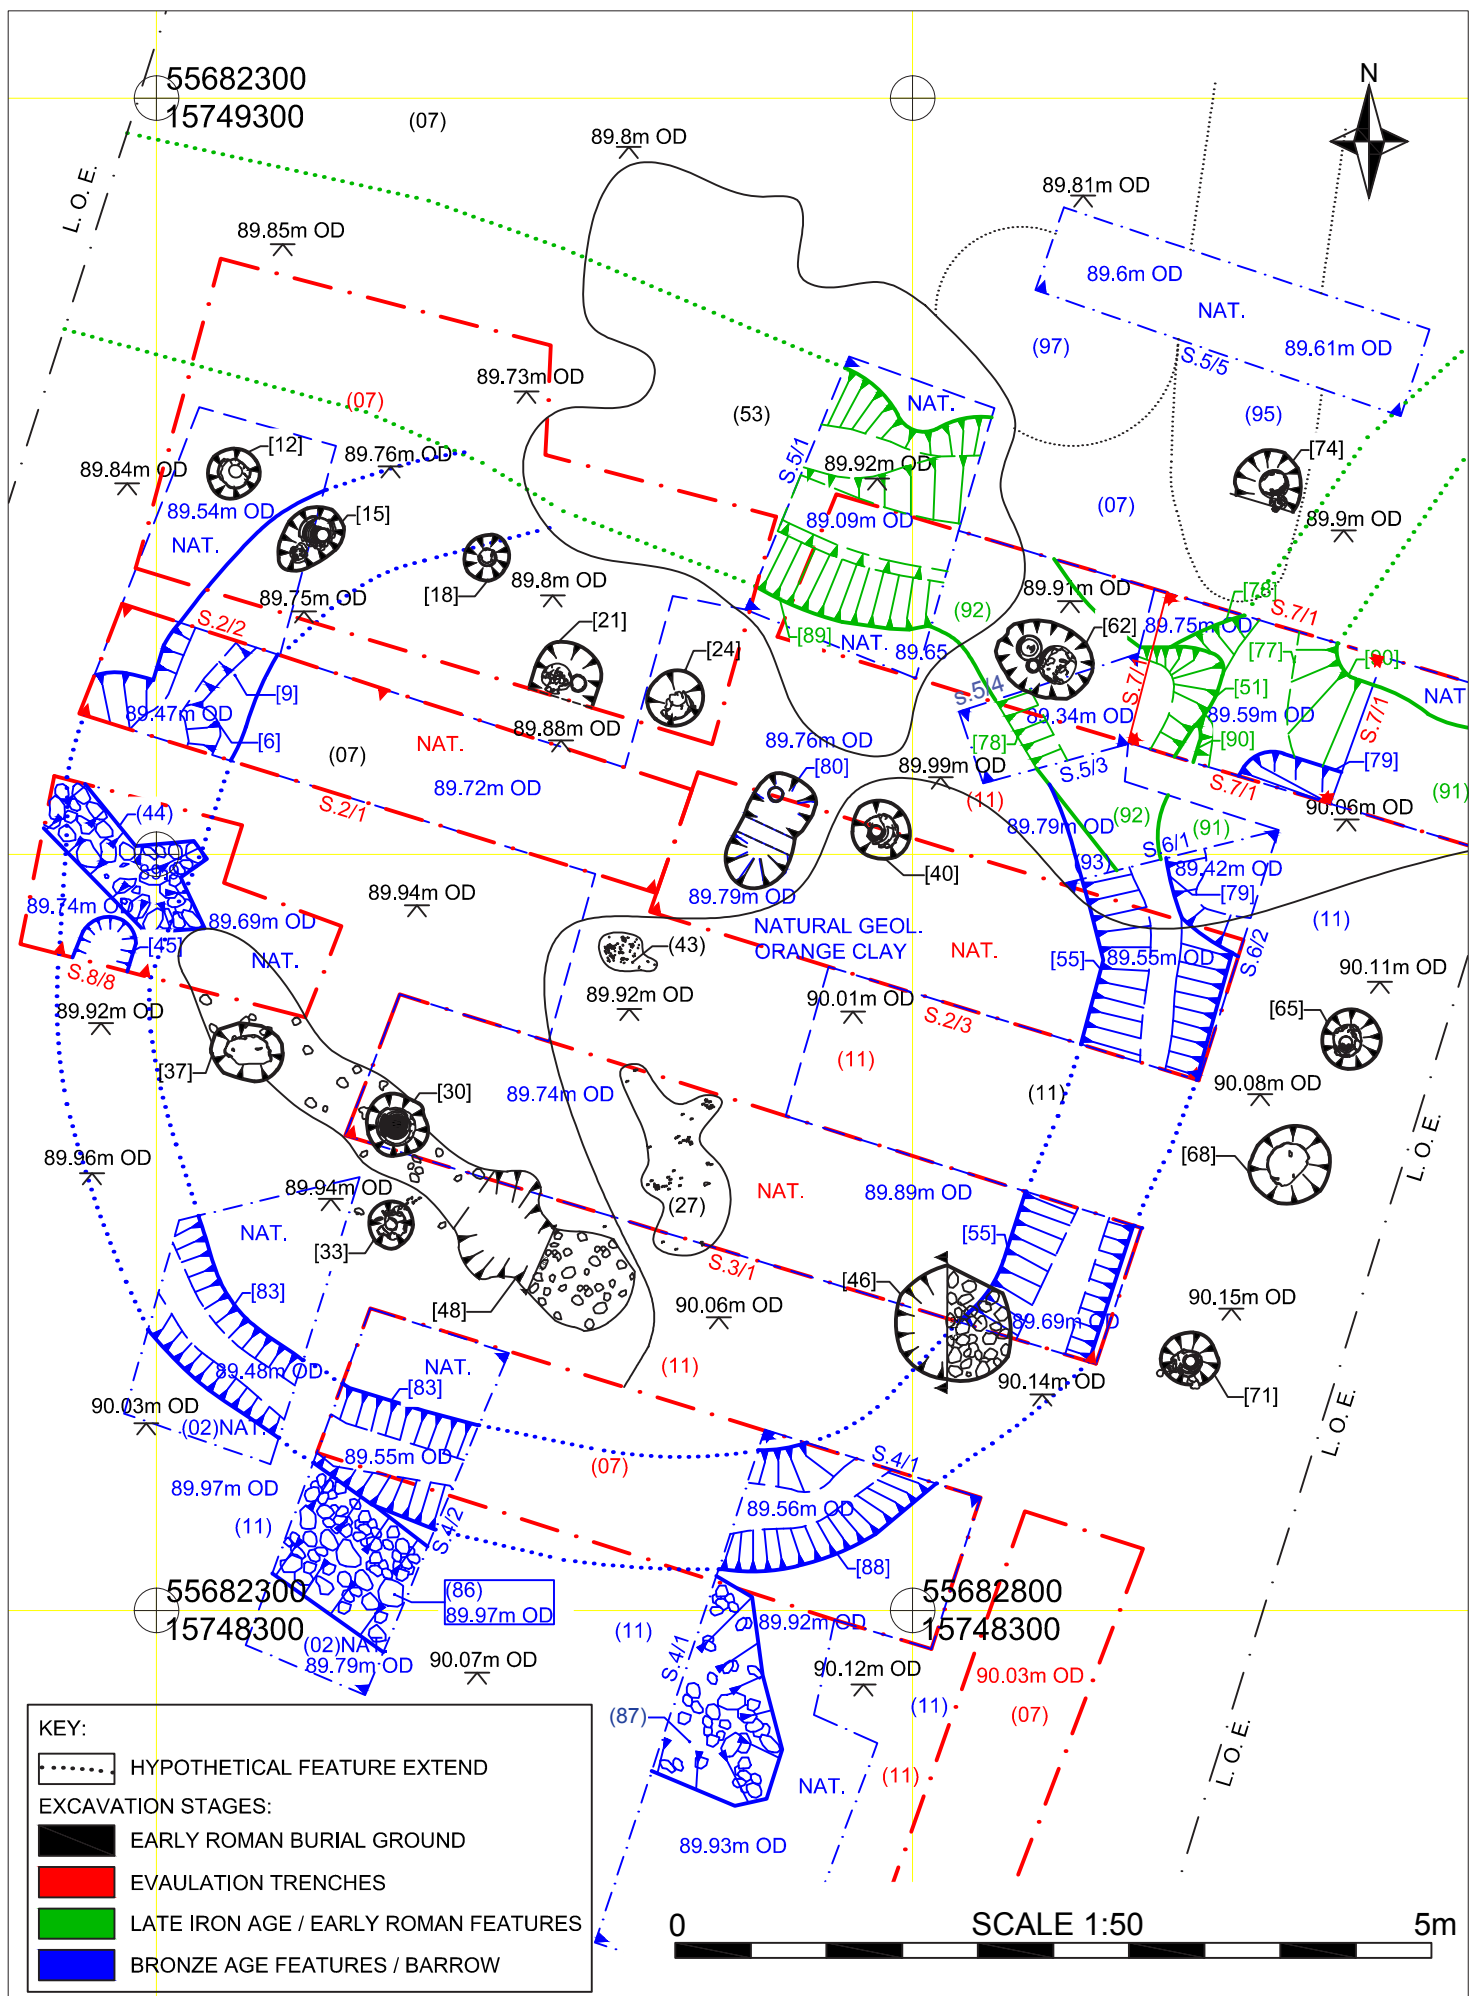 55682300
15749300
(07)
89.8m OD
N
L.O.E.
89.81m OD
89.85m OD
89.6m OD
NAT.
(97)
89.61m OD
S.5/5
89.73m OD
(07)
(53)
NAT.
(95)
[12]
89.76m OD
S.5/1
[74]
89.84m OD
89.92m OD
89.54m OD
[15]
89.09m OD
(07)
89.9m OD
NAT.
[18]
89.8m OD
89.91m OD
[78]
89.75m OD
S.2/2
[21]
(92)
[62]
89.75m OD
S.7/1
[89]
NAT.
89.65
[24]
[77]
[90]
[9]
S.5/4
S.7/1
[51]
NAT
89.47m OD
89.88m OD
89.34m OD
89.59m OD
S.7/1
[6]
(07)
NAT.
89.76m OD
[78]
[90]
[80]
89.99m OD
S.5/3
[79]
89.72m OD
(11)
S.7/1
(91)
S.2/1
90.06m OD
(44)
(92)
(91)
89.79m OD
S.6/1
[40]
(93)
89.42m OD
89.94m OD
89.79m OD
[79]
89.74m OD
89.69m OD
NATURAL GEOL.
ORANGE CLAY
(11)
[45]
NAT.
(43)
NAT.
[55]
89.55m OD
S.6/2
S.8/8
90.11m OD
89.92m OD
89.92m OD
90.01m OD
S.2/3
[65]
[37]
(11)
90.08m OD
[30]
89.74m OD
(11)
L.O.E.
89.96m OD
[68]
89.94m OD
NAT.
89.89m OD
(27)
NAT.
[33]
[55]
S.3/1
[83]
[46]
[48]
90.06m OD
90.15m OD
89.69m OD
89.48m OD
NAT.
(11)
90.14m OD
[83]
[71]
90.03m OD
(02)NAT.
L.O.E.
89.55m OD
(07)
S.4/1
89.97m OD
89.56m OD
(11)
S.4/2
[88]
55682300
15748300
(86)
89.97m OD
55682800
15748300
89.92m OD
(11)
(02)NAT.
89.79m OD
90.07m OD
S.4/1
90.12m OD
90.03m OD
(87)
(11)
(07)
L.O.E.
NAT.
(11)
89.93m OD
KEY:
HYPOTHETICAL FEATURE EXTEND
EXCAVATION STAGES:
EARLY ROMAN BURIAL GROUND
EVAULATION TRENCHES
LATE IRON AGE / EARLY ROMAN FEATURES
BRONZE AGE FEATURES / BARROW
0
SCALE 1:50
5m